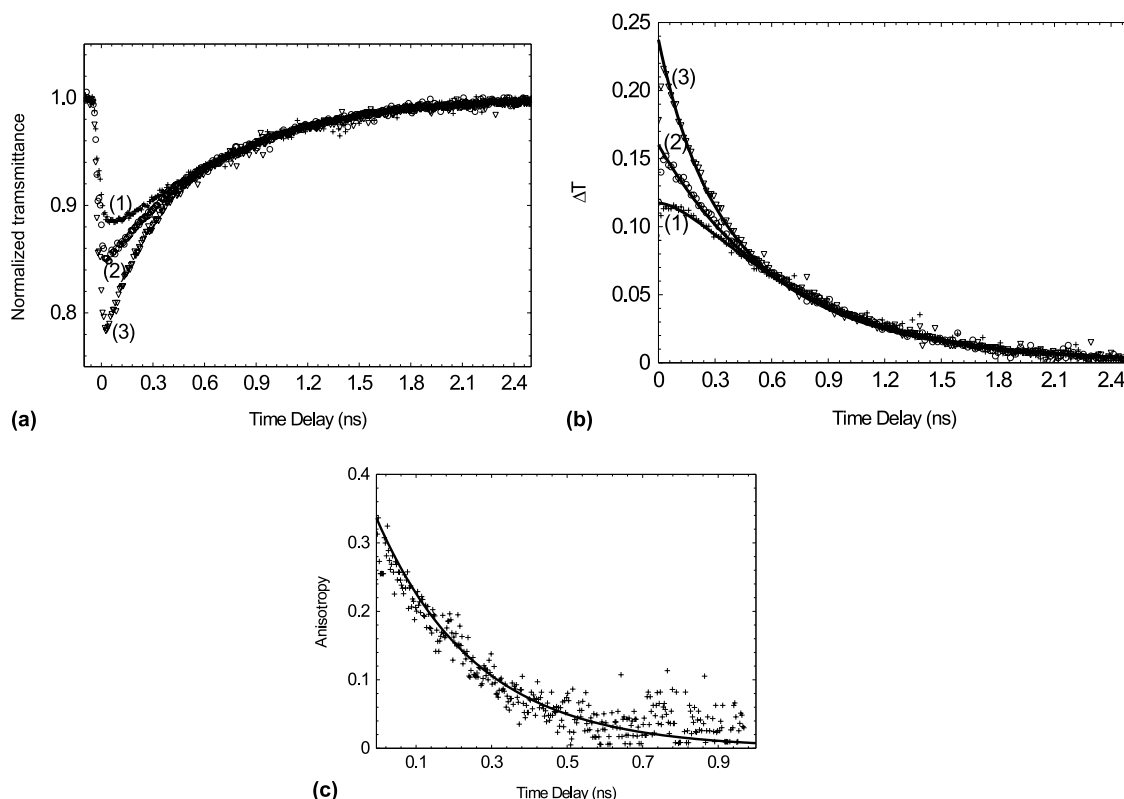 1.0
0.9
0.8
Normalized tramsmittance
(1)
(2)
(3)
0 0.3 0.6 0.9 1.2 1.5 1.8 2.1 2.4
Time Delay (ns)
(a)
0.25
0.20
0.15
0.10
0.05
0
ΔT
(3)
(2)
(1)
0 0.3 0.6 0.9 1.2 1.5 1.8 2.1 2.4
Time Delay (ns)
(b)
0.4
0.3
0.2
0.1
0
Anisotropy
0.1 0.3 0.5 0.7 0.9
Time Delay (ns)
(c)